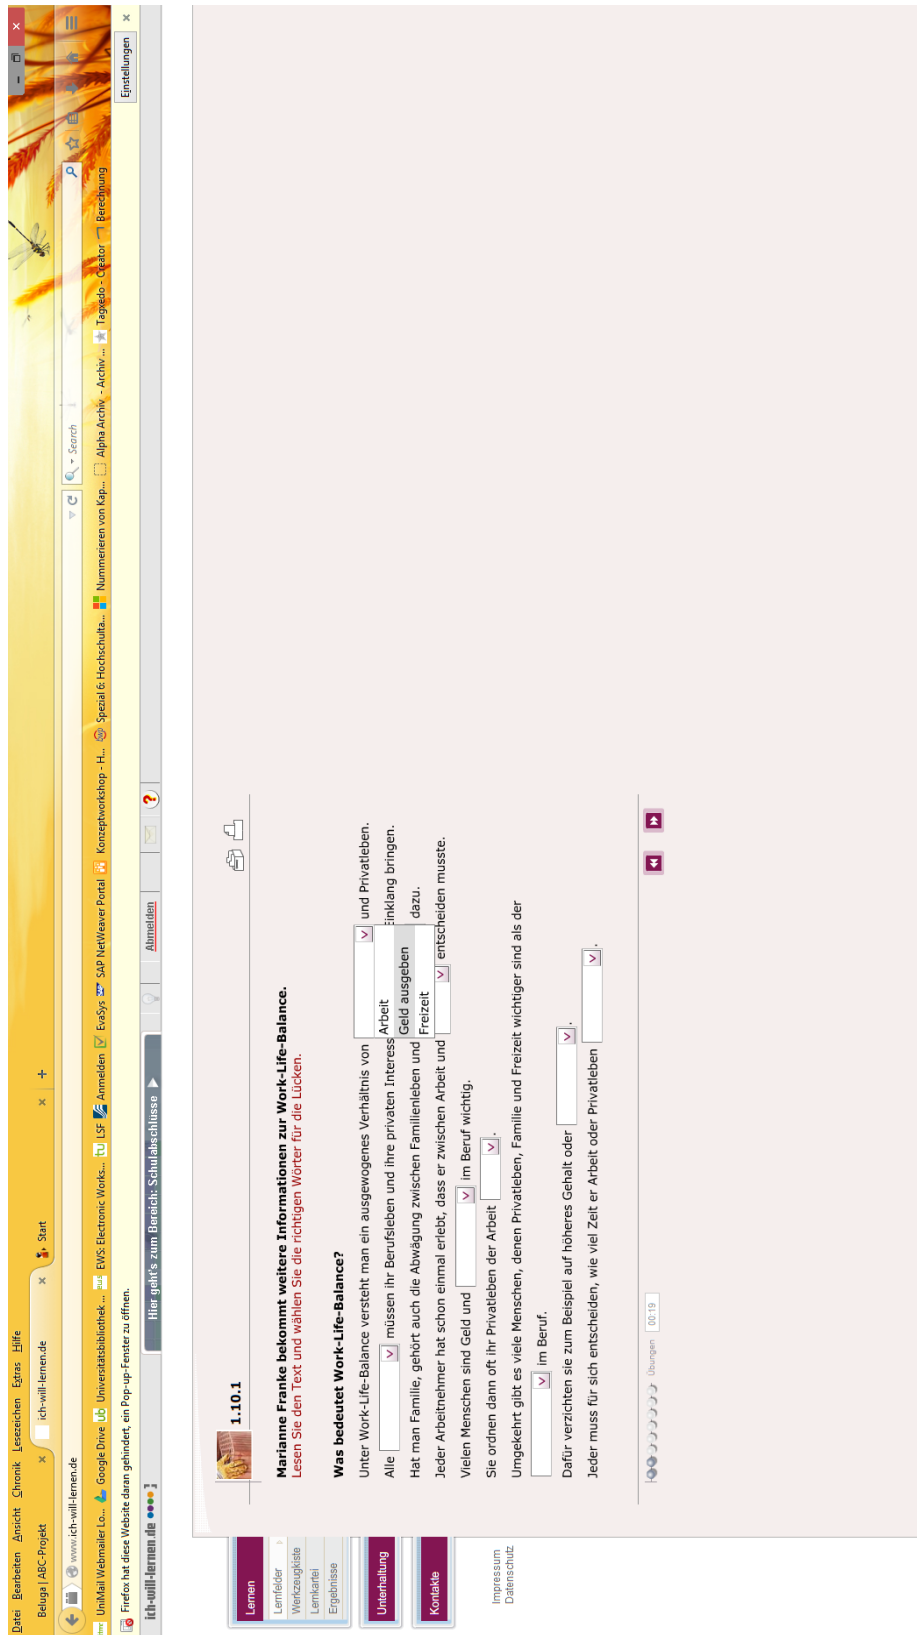 Datei Bearbeiten Ansicht Chronik Lesezeichen Extras Hilfe
Beluga | ABC-Projekt × ich-will-lernen.de × Start × +
www.ich-will-lernen.de Search
UniMail Webmailer Lo... Google Drive Universitätsbibliothek ... EWS: Electronic Works... LSF Anmelden EvaSys SAP NetWeaver Portal Konzeptworkshop - H... Spezial 6: Hochschulta... Nummerieren von Kap... Alpha Archiv - Archiv ... Tagxedo - Creator Berechnung
Firefox hat diese Website daran gehindert, ein Pop-up-Fenster zu öffnen. Einstellungen ×
ich-will-lernen.de Hier geht's zum Bereich: Schulabschlüsse Abmelden ?
Lernen
Lernfelder
Werkzeugkiste
Lernkartei
Ergebnisse
Unterhaltung
Kontakte
Impressum
Datenschutz
1.10.1
Marianne Franke bekommt weitere Informationen zur Work-Life-Balance.
Lesen Sie den Text und wählen Sie die richtigen Wörter für die Lücken.
Was bedeutet Work-Life-Balance?
Unter Work-Life-Balance versteht man ein ausgewogenes Verhältnis von und Privatleben.
Arbeit
Geld ausgeben
Freizeit
Alle müssen ihr Berufsleben und ihre privaten Interess Einklang bringen.
Hat man Familie, gehört auch die Abwägung zwischen Familienleben und dazu.
Jeder Arbeitnehmer hat schon einmal erlebt, dass er zwischen Arbeit und entscheiden musste.
Vielen Menschen sind Geld und im Beruf wichtig.
Sie ordnen dann oft ihr Privatleben der Arbeit .
Umgekehrt gibt es viele Menschen, denen Privatleben, Familie und Freizeit wichtiger sind als der
im Beruf.
Dafür verzichten sie zum Beispiel auf höheres Gehalt oder .
Jeder muss für sich entscheiden, wie viel Zeit er Arbeit oder Privatleben .
Übungen 00:19